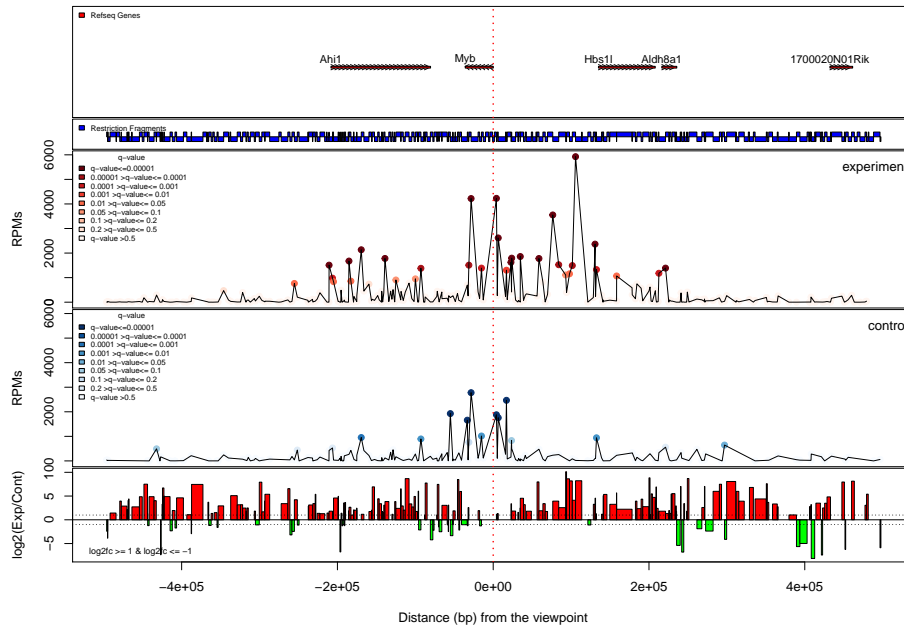 Refseq Genes
Ahi1
Myb
Hbs1l
Aldh8a1
1700020N01Rik
Restriction Fragments
6000
4000
2000
0
RPMs
q−value
q−value<=0.00001
0.00001 >q−value<= 0.0001
0.0001 >q−value<= 0.001
0.001 >q−value<= 0.01
0.01 >q−value<= 0.05
0.05 >q−value<= 0.1
0.1 >q−value<= 0.2
0.2 >q−value<= 0.5
q−value >0.5
experimen
6000
4000
2000
0
RPMs
q−value
q−value<=0.00001
0.00001 >q−value<= 0.0001
0.0001 >q−value<= 0.001
0.001 >q−value<= 0.01
0.01 >q−value<= 0.05
0.05 >q−value<= 0.1
0.1 >q−value<= 0.2
0.2 >q−value<= 0.5
q−value >0.5
contro
10
5
0
−5
log2(Exp/Cont)
log2fc >= 1 & log2fc <= −1
−4e+05
−2e+05
0e+00
2e+05
4e+05
Distance (bp) from the viewpoint